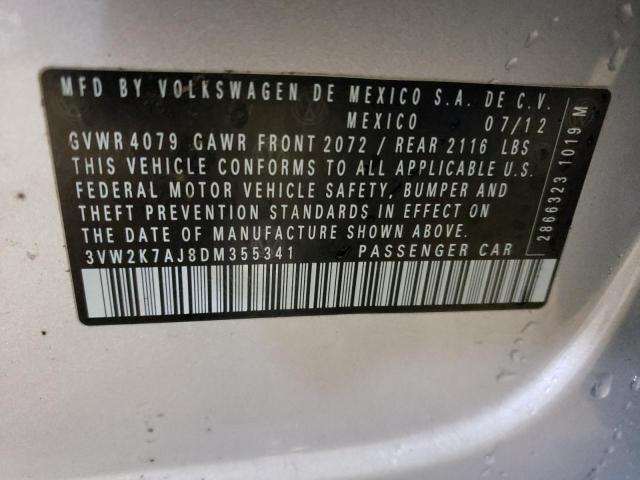 MFD BY VOLKSWAGEN DE MEXICO S.A. DE C.V.
MEXICO 07/12
GVWR 4079 GAWR FRONT 2072 / REAR 2116 LBS
THIS VEHICLE CONFORMS TO ALL APPLICABLE U.S.
FEDERAL MOTOR VEHICLE SAFETY, BUMPER AND
THEFT PREVENTION STANDARDS IN EFFECT ON
THE DATE OF MANUFACTURE SHOWN ABOVE.
3VW2K7AJ8DM355341 PASSENGER CAR
2866323 1019 M